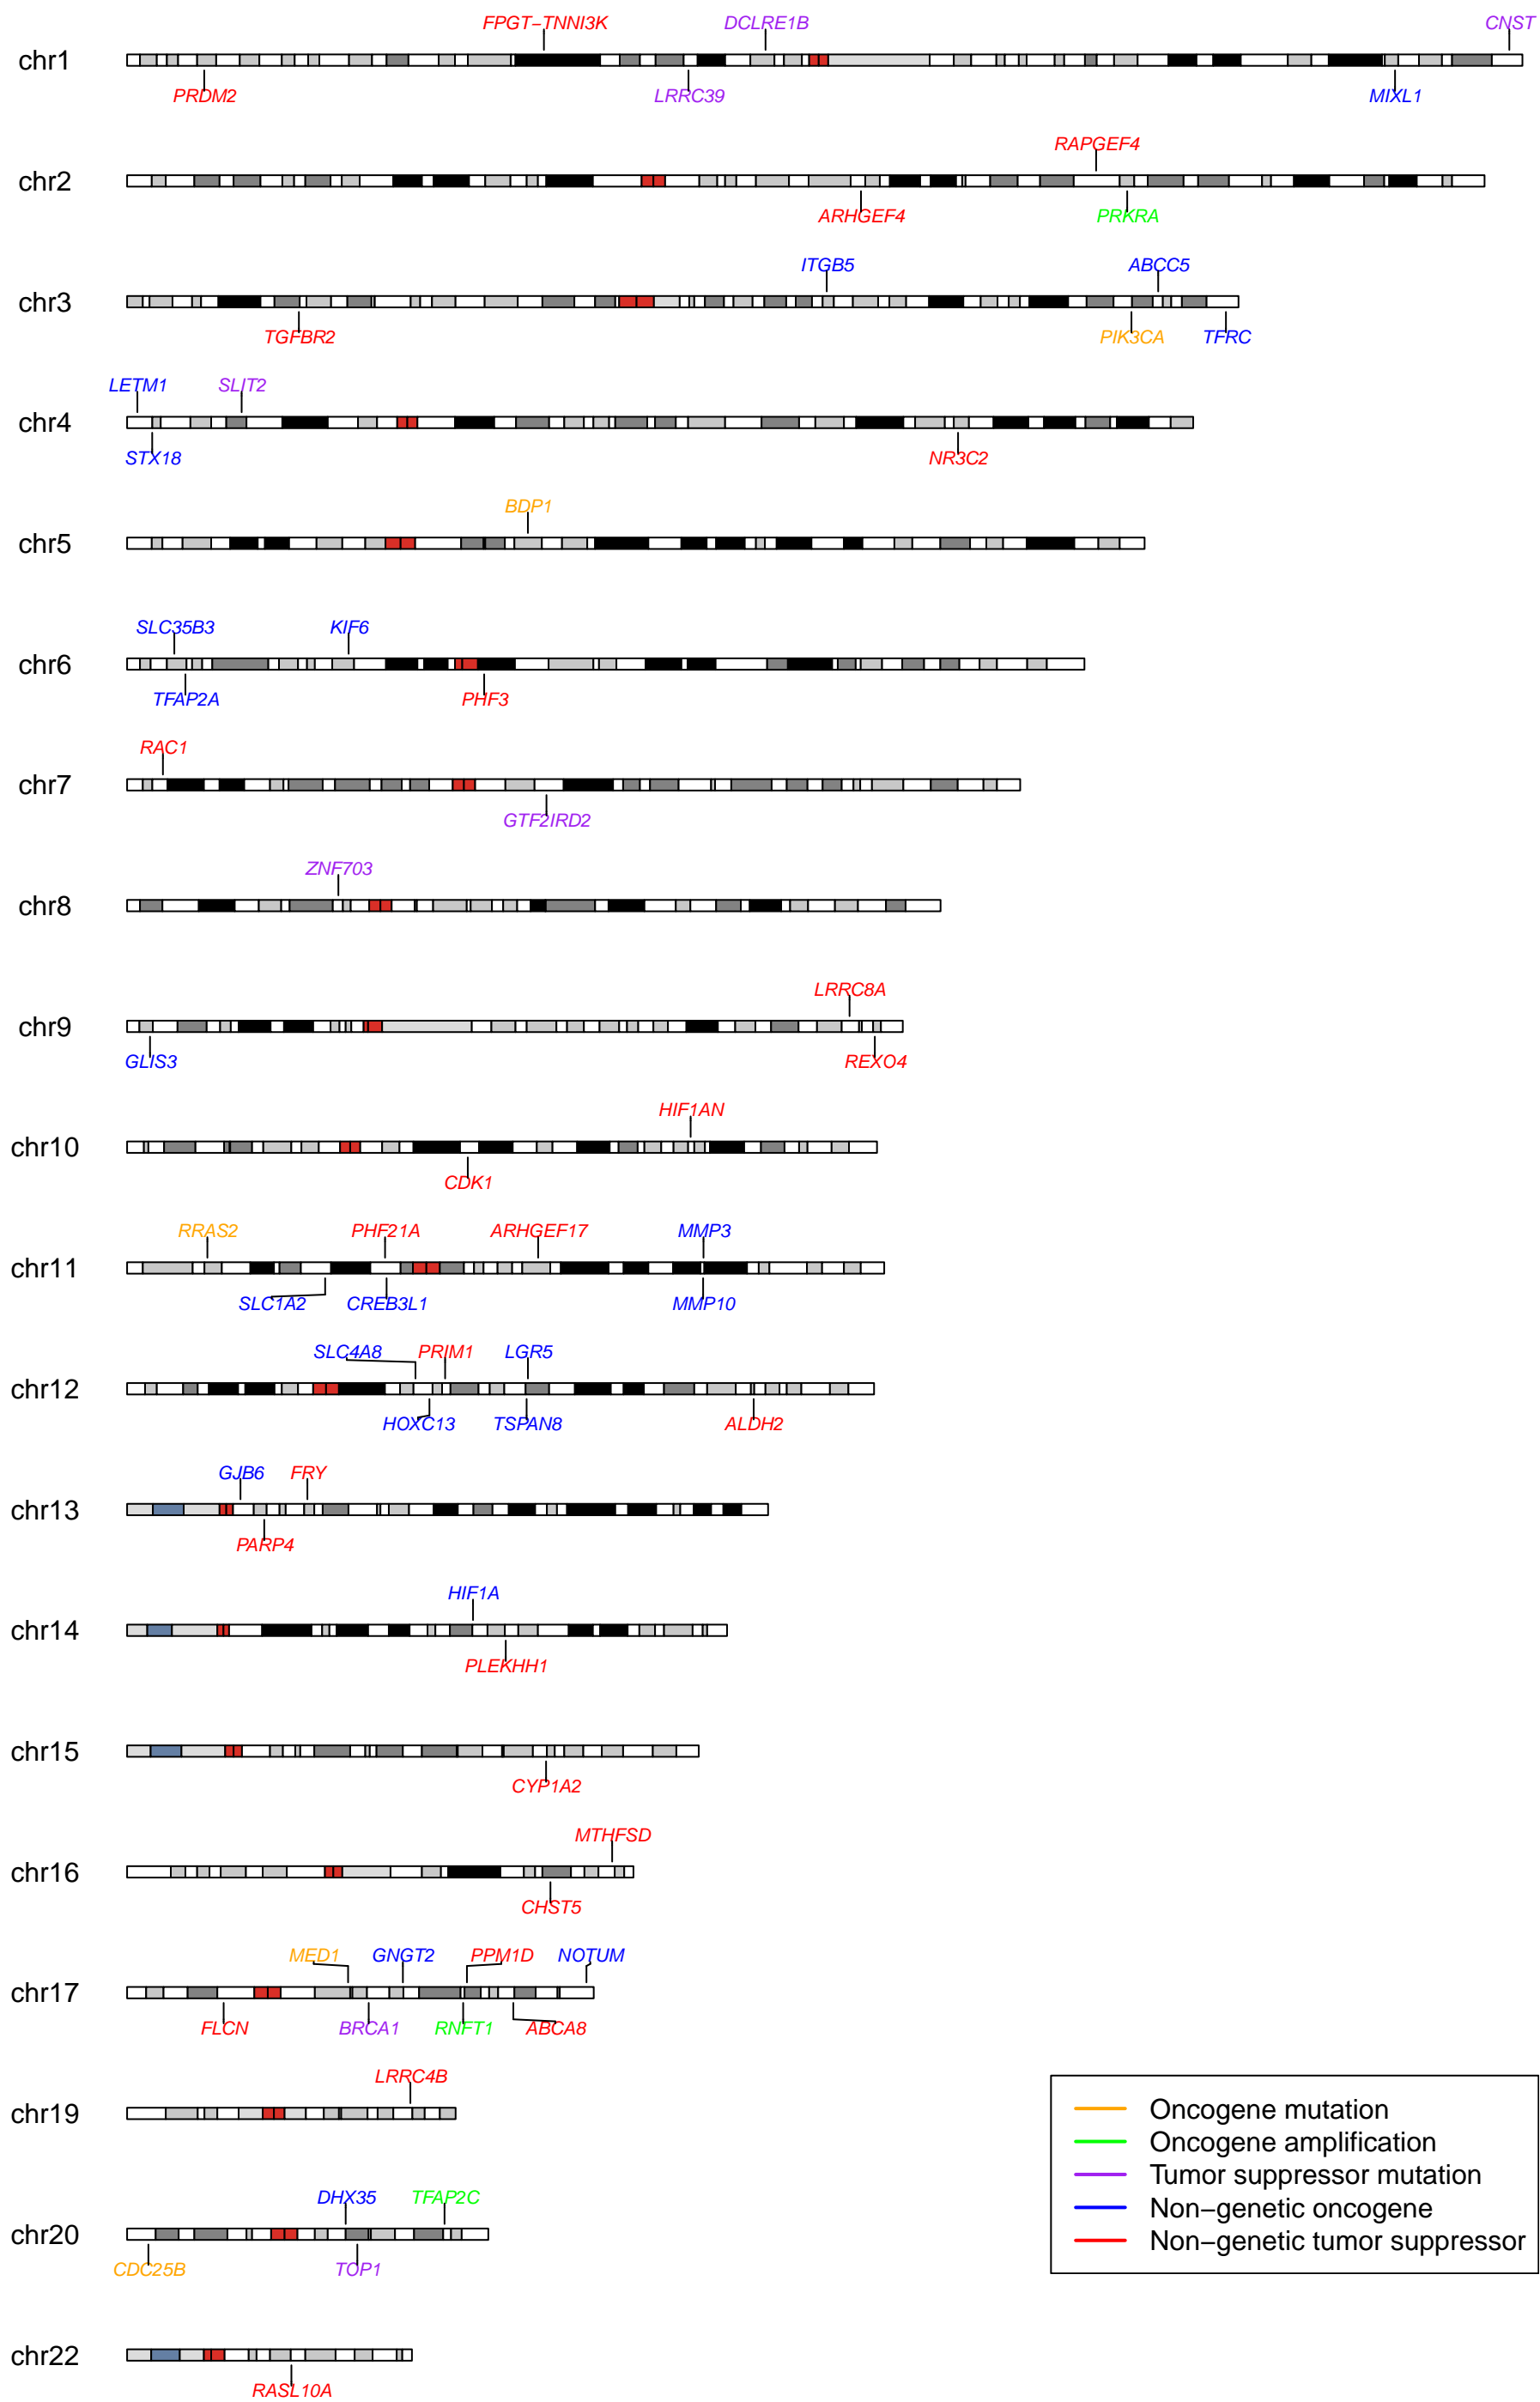 FPGT−TNNI3K DCLRE1B CNST
chr1
PRDM2 LRRC39 MIXL1
RAPGEF4
chr2
ARHGEF4 PRKRA
ITGB5 ABCC5
chr3
TGFBR2 PIK3CA TFRC
LETM1 SLIT2
chr4
STX18 NR3C2
BDP1
chr5
SLC35B3 KIF6
chr6
TFAP2A PHF3
RAC1
chr7
GTF2IRD2
ZNF703
chr8
LRRC8A
chr9
GLIS3 REXO4
HIF1AN
chr10
CDK1
RRAS2 PHF21A ARHGEF17 MMP3
chr11
SLC1A2 CREB3L1 MMP10
SLC4A8 PRIM1 LGR5
chr12
HOXC13 TSPAN8 ALDH2
GJB6 FRY
chr13
PARP4
HIF1A
chr14
PLEKHH1
chr15
CYP1A2
MTHFSD
chr16
CHST5
MED1 GNGT2 PPM1D NOTUM
chr17
FLCN BRCA1 RNFT1 ABCA8
LRRC4B
chr19
DHX35 TFAP2C
chr20
CDC25B TOP1
chr22
RASL10A
Oncogene mutation
Oncogene amplification
Tumor suppressor mutation
Non−genetic oncogene
Non−genetic tumor suppressor